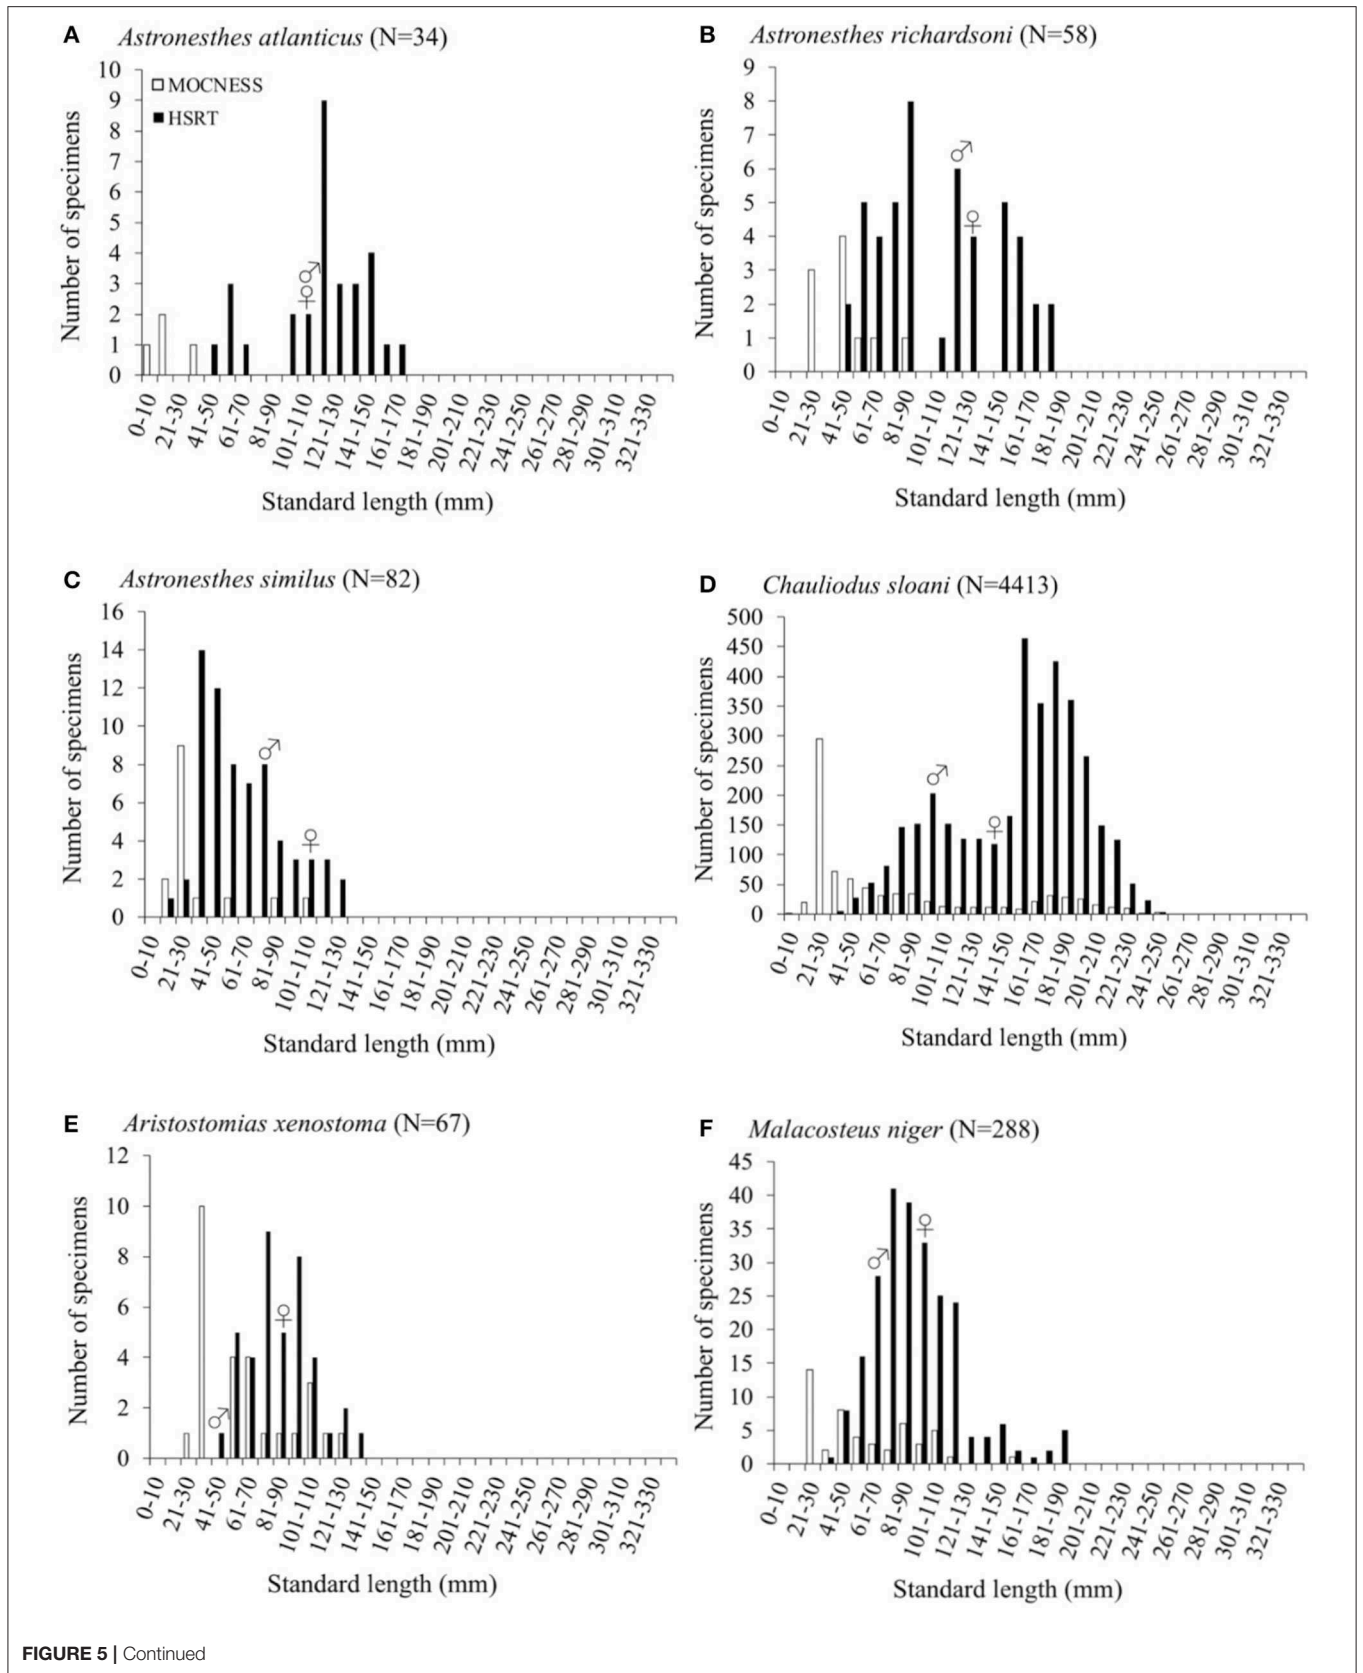 A Astronesthes atlanticus (N=34)
10
9
8
7
6
5
4
3
2
1
0
Number of specimens
MOCNESS
HSRT
♂
♀
0-10 21-30 41-50 61-70 81-90 101-110 121-130 141-150 161-170 181-190 201-210 221-230 241-250 261-270 281-290 301-310 321-330
Standard length (mm)
B Astronesthes richardsoni (N=58)
9
8
7
6
5
4
3
2
1
0
Number of specimens
♂
♀
0-10 21-30 41-50 61-70 81-90 101-110 121-130 141-150 161-170 181-190 201-210 221-230 241-250 261-270 281-290 301-310 321-330
Standard length (mm)
C Astronesthes similus (N=82)
16
14
12
10
8
6
4
2
0
Number of specimens
♂
♀
0-10 21-30 41-50 61-70 81-90 101-110 121-130 141-150 161-170 181-190 201-210 221-230 241-250 261-270 281-290 301-310 321-330
Standard length (mm)
D Chauliodus sloani (N=4413)
500
450
400
350
300
250
200
150
100
50
0
Number of specimens
♂
♀
0-10 21-30 41-50 61-70 81-90 101-110 121-130 141-150 161-170 181-190 201-210 221-230 241-250 261-270 281-290 301-310 321-330
Standard length (mm)
E Aristostomias xenostoma (N=67)
12
10
8
6
4
2
0
Number of specimens
♂
♀
0-10 21-30 41-50 61-70 81-90 101-110 121-130 141-150 161-170 181-190 201-210 221-230 241-250 261-270 281-290 301-310 321-330
Standard length (mm)
F Malacosteus niger (N=288)
45
40
35
30
25
20
15
10
5
0
Number of specimens
♂
♀
0-10 21-30 41-50 61-70 81-90 101-110 121-130 141-150 161-170 181-190 201-210 221-230 241-250 261-270 281-290 301-310 321-330
Standard length (mm)
FIGURE 5 | Continued